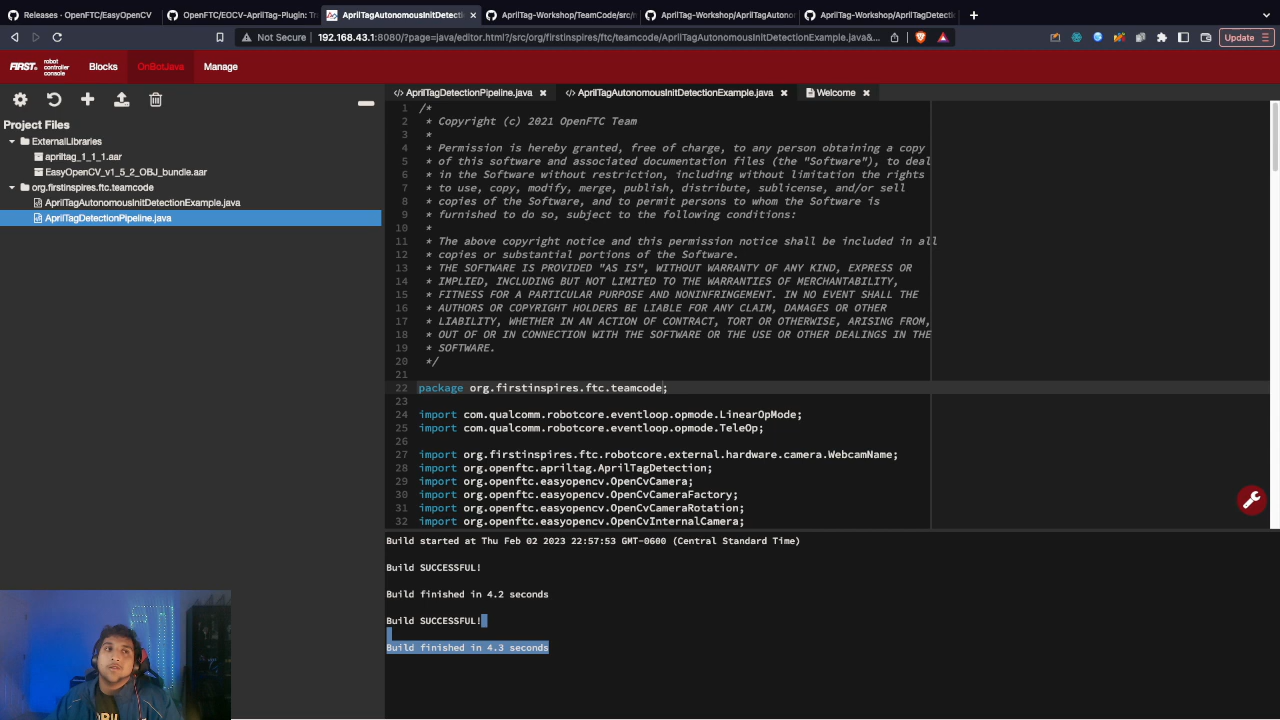 Releases · OpenFTC/EasyOpenCV
OpenFTC/EOCV-AprilTag-Plugin: Tr
AprilTagAutonomousInitDetecti
AprilTag-Workshop/TeamCode/src/m
AprilTag-Workshop/AprilTagAutono
AprilTag-Workshop/AprilTagDetecti
Not Secure 192.168.43.1:8080/?page=java/editor.html?/src/org/firstinspires/ftc/teamcode/AprilTagAutonomousInitDetectionExample.java&...
Update
FIRST robot controller console
Blocks
OnBotJava
Manage
Project Files
ExternalLibraries
apriltag_1_1_1.aar
EasyOpenCV_v1_5_2_OBJ_bundle.aar
org.firstinspires.ftc.teamcode
AprilTagAutonomousInitDetectionExample.java
AprilTagDetectionPipeline.java
</> AprilTagDetectionPipeline.java
</> AprilTagAutonomousInitDetectionExample.java
Welcome
1 /*
2 * Copyright (c) 2021 OpenFTC Team
3 *
4 * Permission is hereby granted, free of charge, to any person obtaining a copy
5 * of this software and associated documentation files (the "Software"), to deal
6 * in the Software without restriction, including without limitation the rights
7 * to use, copy, modify, merge, publish, distribute, sublicense, and/or sell
8 * copies of the Software, and to permit persons to whom the Software is
9 * furnished to do so, subject to the following conditions:
10 *
11 * The above copyright notice and this permission notice shall be included in all
12 * copies or substantial portions of the Software.
13 * THE SOFTWARE IS PROVIDED "AS IS", WITHOUT WARRANTY OF ANY KIND, EXPRESS OR
14 * IMPLIED, INCLUDING BUT NOT LIMITED TO THE WARRANTIES OF MERCHANTABILITY,
15 * FITNESS FOR A PARTICULAR PURPOSE AND NONINFRINGEMENT. IN NO EVENT SHALL THE
16 * AUTHORS OR COPYRIGHT HOLDERS BE LIABLE FOR ANY CLAIM, DAMAGES OR OTHER
17 * LIABILITY, WHETHER IN AN ACTION OF CONTRACT, TORT OR OTHERWISE, ARISING FROM,
18 * OUT OF OR IN CONNECTION WITH THE SOFTWARE OR THE USE OR OTHER DEALINGS IN THE
19 * SOFTWARE.
20 */
21
22 package org.firstinspires.ftc.teamcode;
23
24 import com.qualcomm.robotcore.eventloop.opmode.LinearOpMode;
25 import com.qualcomm.robotcore.eventloop.opmode.TeleOp;
26
27 import org.firstinspires.ftc.robotcore.external.hardware.camera.WebcamName;
28 import org.openftc.apriltag.AprilTagDetection;
29 import org.openftc.easyopencv.OpenCvCamera;
30 import org.openftc.easyopencv.OpenCvCameraFactory;
31 import org.openftc.easyopencv.OpenCvCameraRotation;
32 import org.openftc.easyopencv.OpenCvInternalCamera;
Build started at Thu Feb 02 2023 22:57:53 GMT-0600 (Central Standard Time)
Build SUCCESSFUL!
Build finished in 4.2 seconds
Build SUCCESSFUL!
Build finished in 4.3 seconds